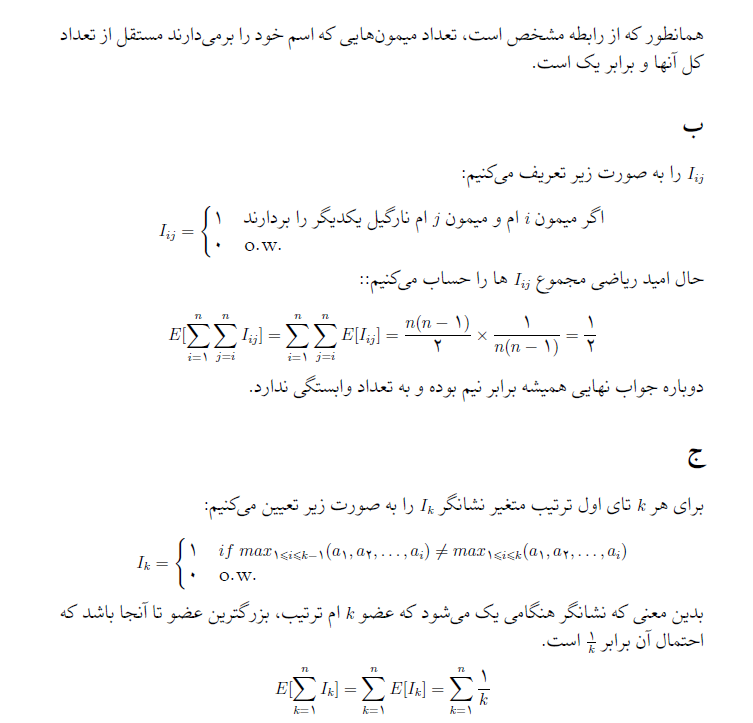 همانطور که از رابطه مشخص است، تعداد میمون‌هایی که اسم خود را برمی‌دارند مستقل از تعداد
کل آنها و برابر یک است.
ب
I_{ij} را به صورت زیر تعریف می‌کنیم:
I_{ij} = { ۱ اگر میمون i ام و میمون j ام نارگیل یکدیگر را بردارند
۰ o.w.
حال امید ریاضی مجموع I_{ij} ها را حساب می‌کنیم::
E[\sum_{i=۱}^{n} \sum_{j=i}^{n} I_{ij}] = \sum_{i=۱}^{n} \sum_{j=i}^{n} E[I_{ij}] = \frac{n(n − ۱)}{۲} × \frac{۱}{n(n − ۱)} = \frac{۱}{۲}
دوباره جواب نهایی همیشه برابر نیم بوده و به تعداد وابستگی ندارد.
ج
برای هر k تای اول ترتیب متغیر نشانگر I_k را به صورت زیر تعیین می‌کنیم:
I_k = { ۱ if max_{۱⩽i⩽k−۱}(a_۱, a_۲, . . . , a_i) ≠ max_{۱⩽i⩽k}(a_۱, a_۲, . . . , a_i)
۰ o.w.
بدین معنی که نشانگر هنگامی یک می‌شود که عضو k ام ترتیب، بزرگترین عضو تا آنجا باشد که
احتمال آن برابر \frac{۱}{k} است.
E[\sum_{k=۱}^{n} I_k] = \sum_{k=۱}^{n} E[I_k] = \sum_{k=۱}^{n} \frac{۱}{k}